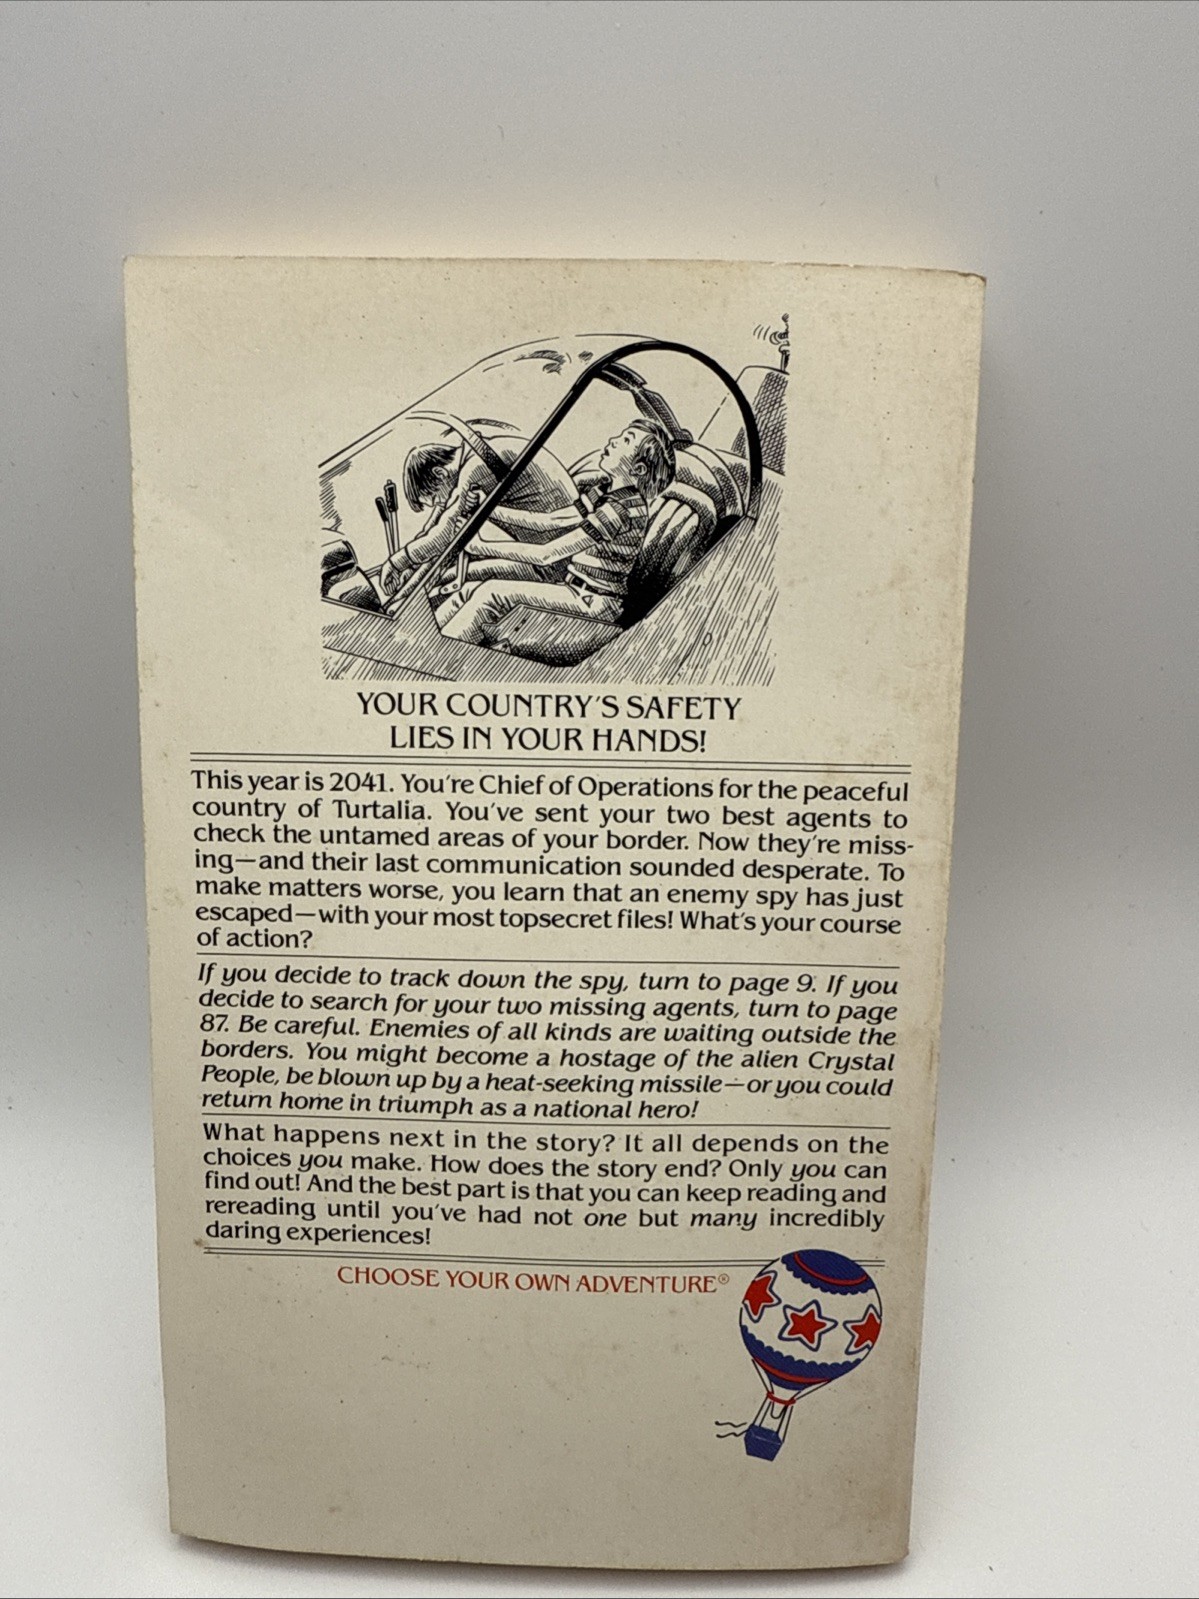 YOUR COUNTRY'S SAFETY
LIES IN YOUR HANDS!
This year is 2041. You're Chief of Operations for the peaceful
country of Turtalia. You've sent your two best agents to
check the untamed areas of your border. Now they're miss-
ing—and their last communication sounded desperate. To
make matters worse, you learn that an enemy spy has just
escaped—with your most topsecret files! What's your course
of action?
If you decide to track down the spy, turn to page 9. If you
decide to search for your two missing agents, turn to page
87. Be careful. Enemies of all kinds are waiting outside the
borders. You might become a hostage of the alien Crystal
People, be blown up by a heat-seeking missile—or you could
return home in triumph as a national hero!
What happens next in the story? It all depends on the
choices you make. How does the story end? Only you can
find out! And the best part is that you can keep reading and
rereading until you've had not one but many incredibly
daring experiences!
CHOOSE YOUR OWN ADVENTURE®